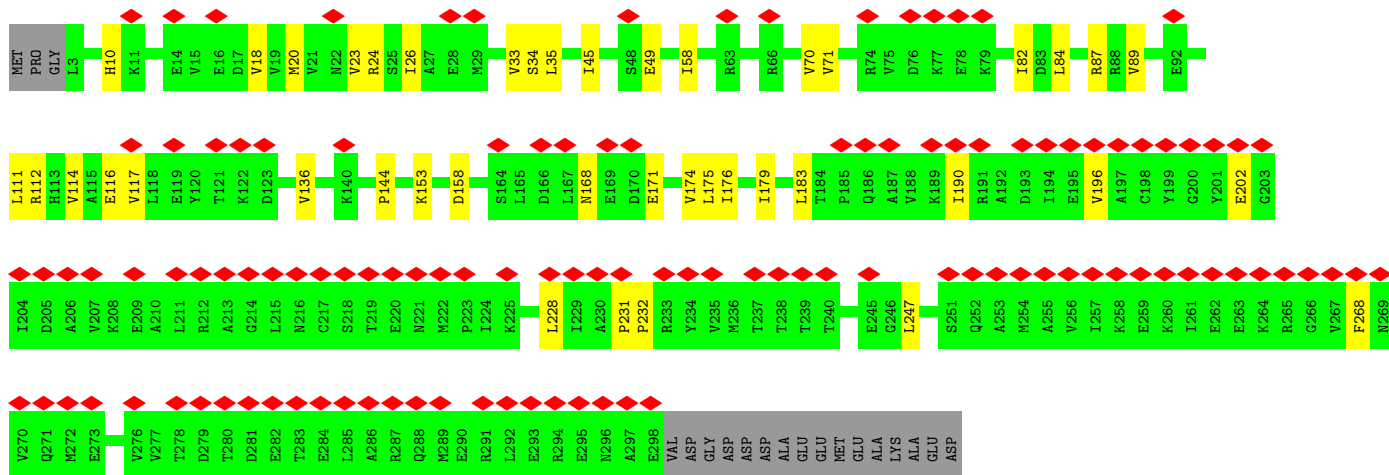 MET PRO GLY L3 H10 K11 E14 V15 E16 D17 V18 V19 M20 V21 N22 V23 R24 S25 I26 A27 E28 M29 V33 S34 L35 I45 S48 E49 I58 R63 R66 V70 V71 R74 V75 D76 K77 E78 K79 I82 D83 L84 R87 R88 V89 E92
L111 R112 H113 V114 A115 E116 V117 L118 E119 Y120 T121 K122 D123 V136 K140 P144 K153 D158 S164 L165 D166 L167 N168 E169 D170 E171 V174 L175 I176 I179 L183 T184 P185 Q186 A187 V188 K189 I190 R191 A192 D193 I194 E195 V196 A197 C198 Y199 G200 Y201 E202 G203
I204 D205 A206 V207 K208 E209 A210 L211 R212 A213 G214 L215 N216 C217 S218 T219 E220 N221 M222 P223 I224 K225 L228 I229 A230 P231 P232 R233 Y234 V235 M236 T237 T238 T239 T240 E245 G246 L247 S251 Q252 A253 M254 A255 V256 I257 K258 E259 K260 I261 E262 E263 K264 R265 G266 V267 F268 N269
V270 Q271 M272 E273 V276 V277 T278 D279 T280 D281 E282 T283 E284 L285 A286 R287 Q288 M289 E290 R291 L292 E293 R294 E295 N296 A297 E298 VAL ASP GLY ASP ASP ASP ALA GLU GLU MET GLU ALA LYS ALA GLU ASP